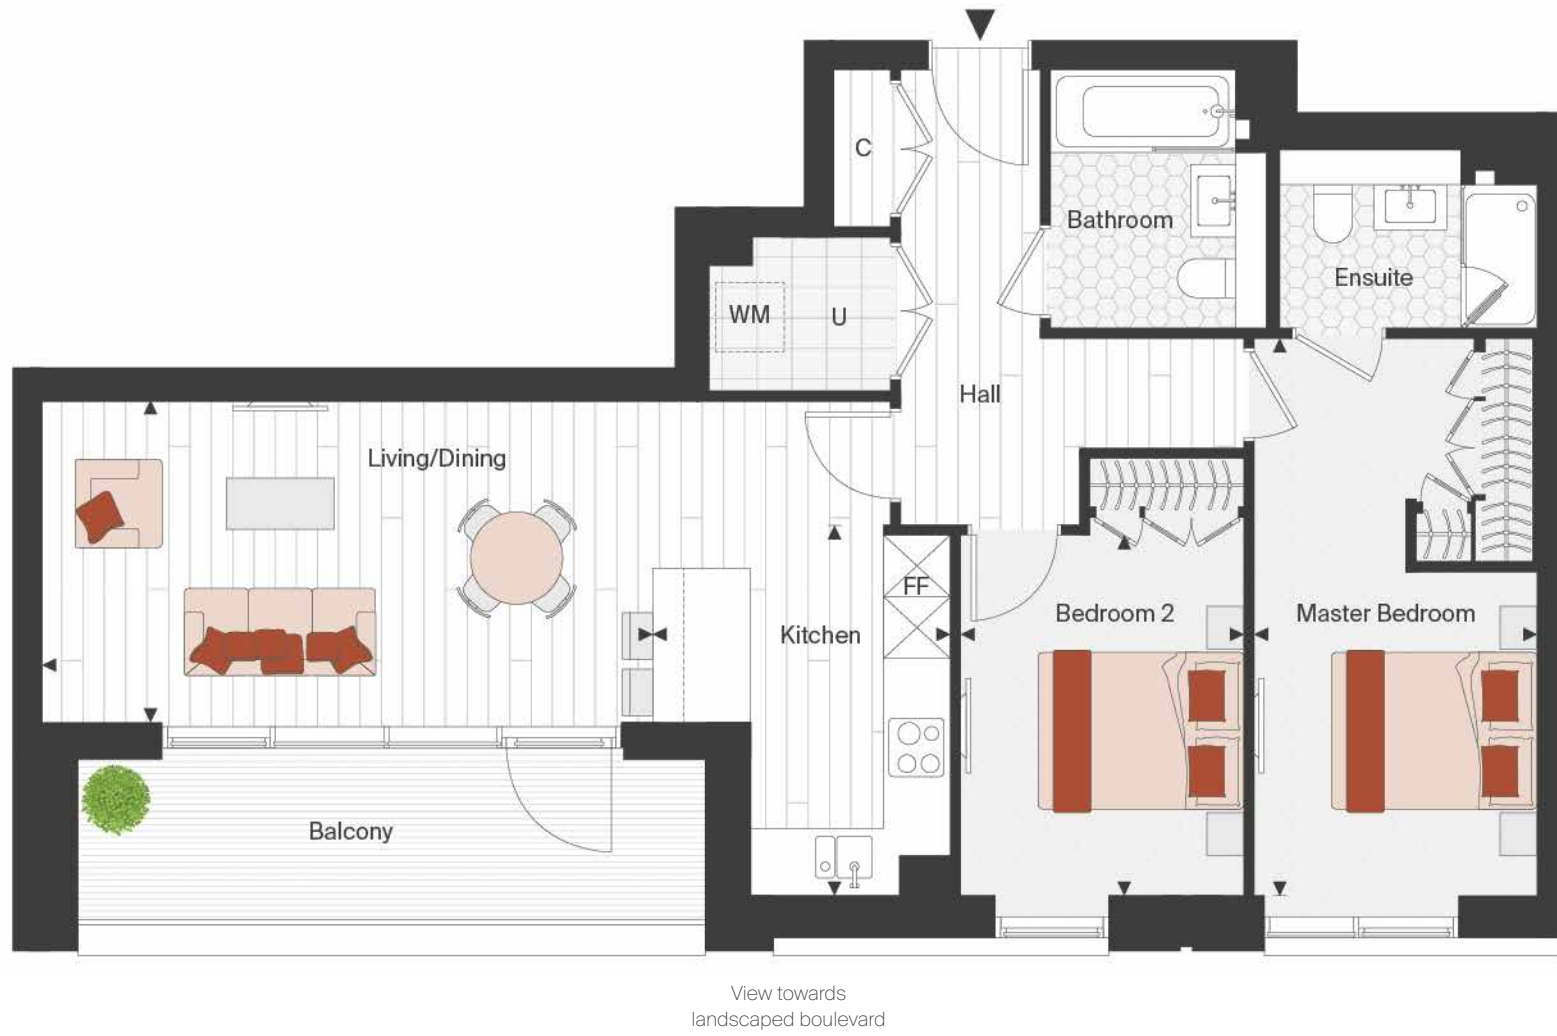 C
Bathroom
Ensuite
WM
U
Hall
Living/Dining
FF
Kitchen
Bedroom 2
Master Bedroom
Balcony
View towards
landscaped boulevard